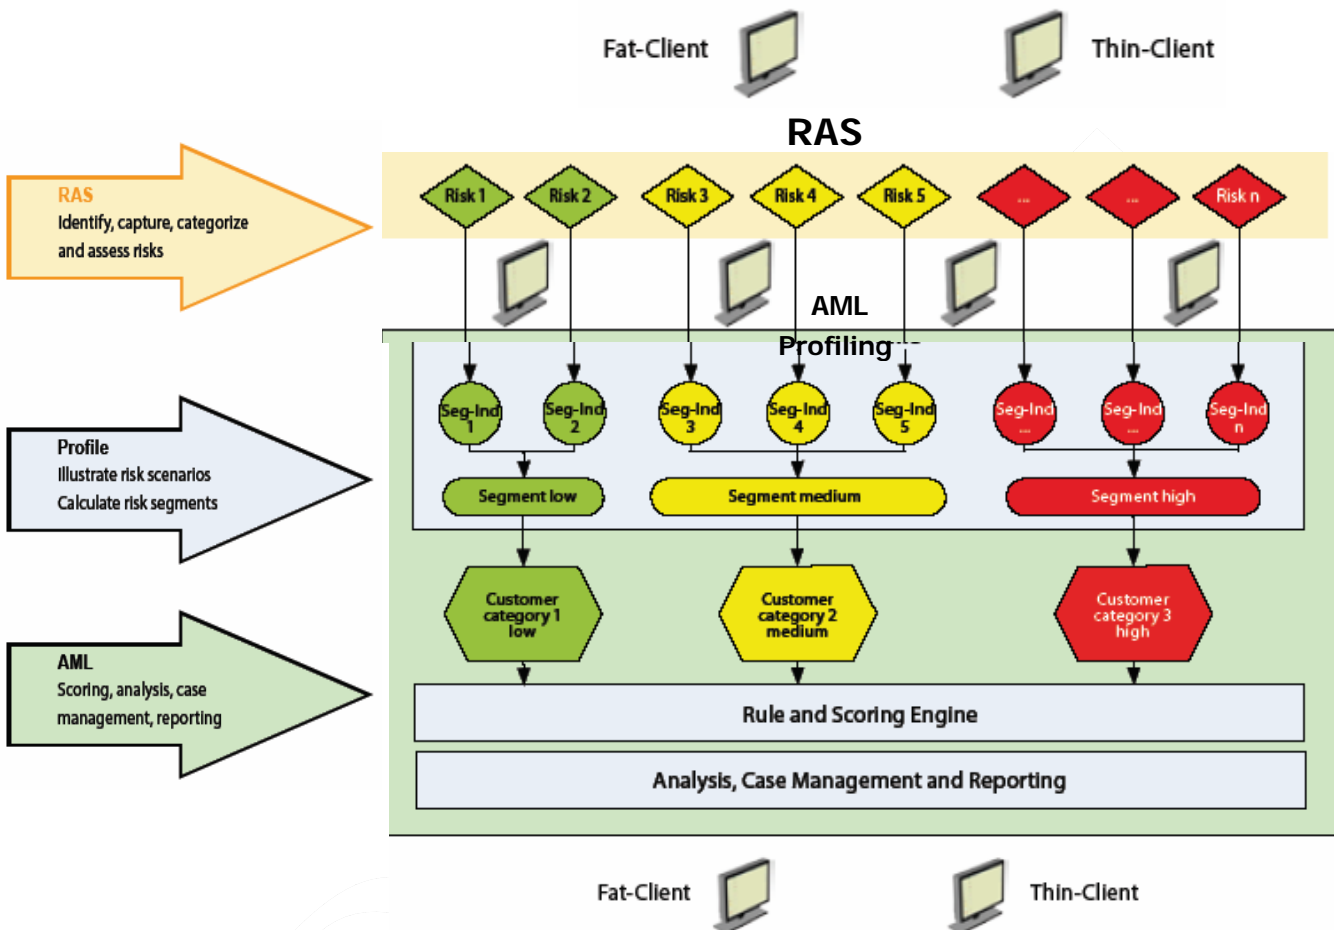 Fat-Client
Thin-Client
RAS
RAS
Identify, capture, categorize
and assess risks
Risk 1
Risk 2
Risk 3
Risk 4
Risk 5
...
...
Risk n
AML
Profiling
Profile
Illustrate risk scenarios
Calculate risk segments
Seg-Ind
1
Seg-Ind
2
Seg-Ind
3
Seg-Ind
4
Seg-Ind
5
Seg-Ind
...
Seg-Ind
...
Seg-Ind
n
Segment low
Segment medium
Segment high
Customer
category 1
low
Customer
category 2
medium
Customer
category 3
high
AML
Scoring, analysis, case
management, reporting
Rule and Scoring Engine
Analysis, Case Management and Reporting
Fat-Client
Thin-Client